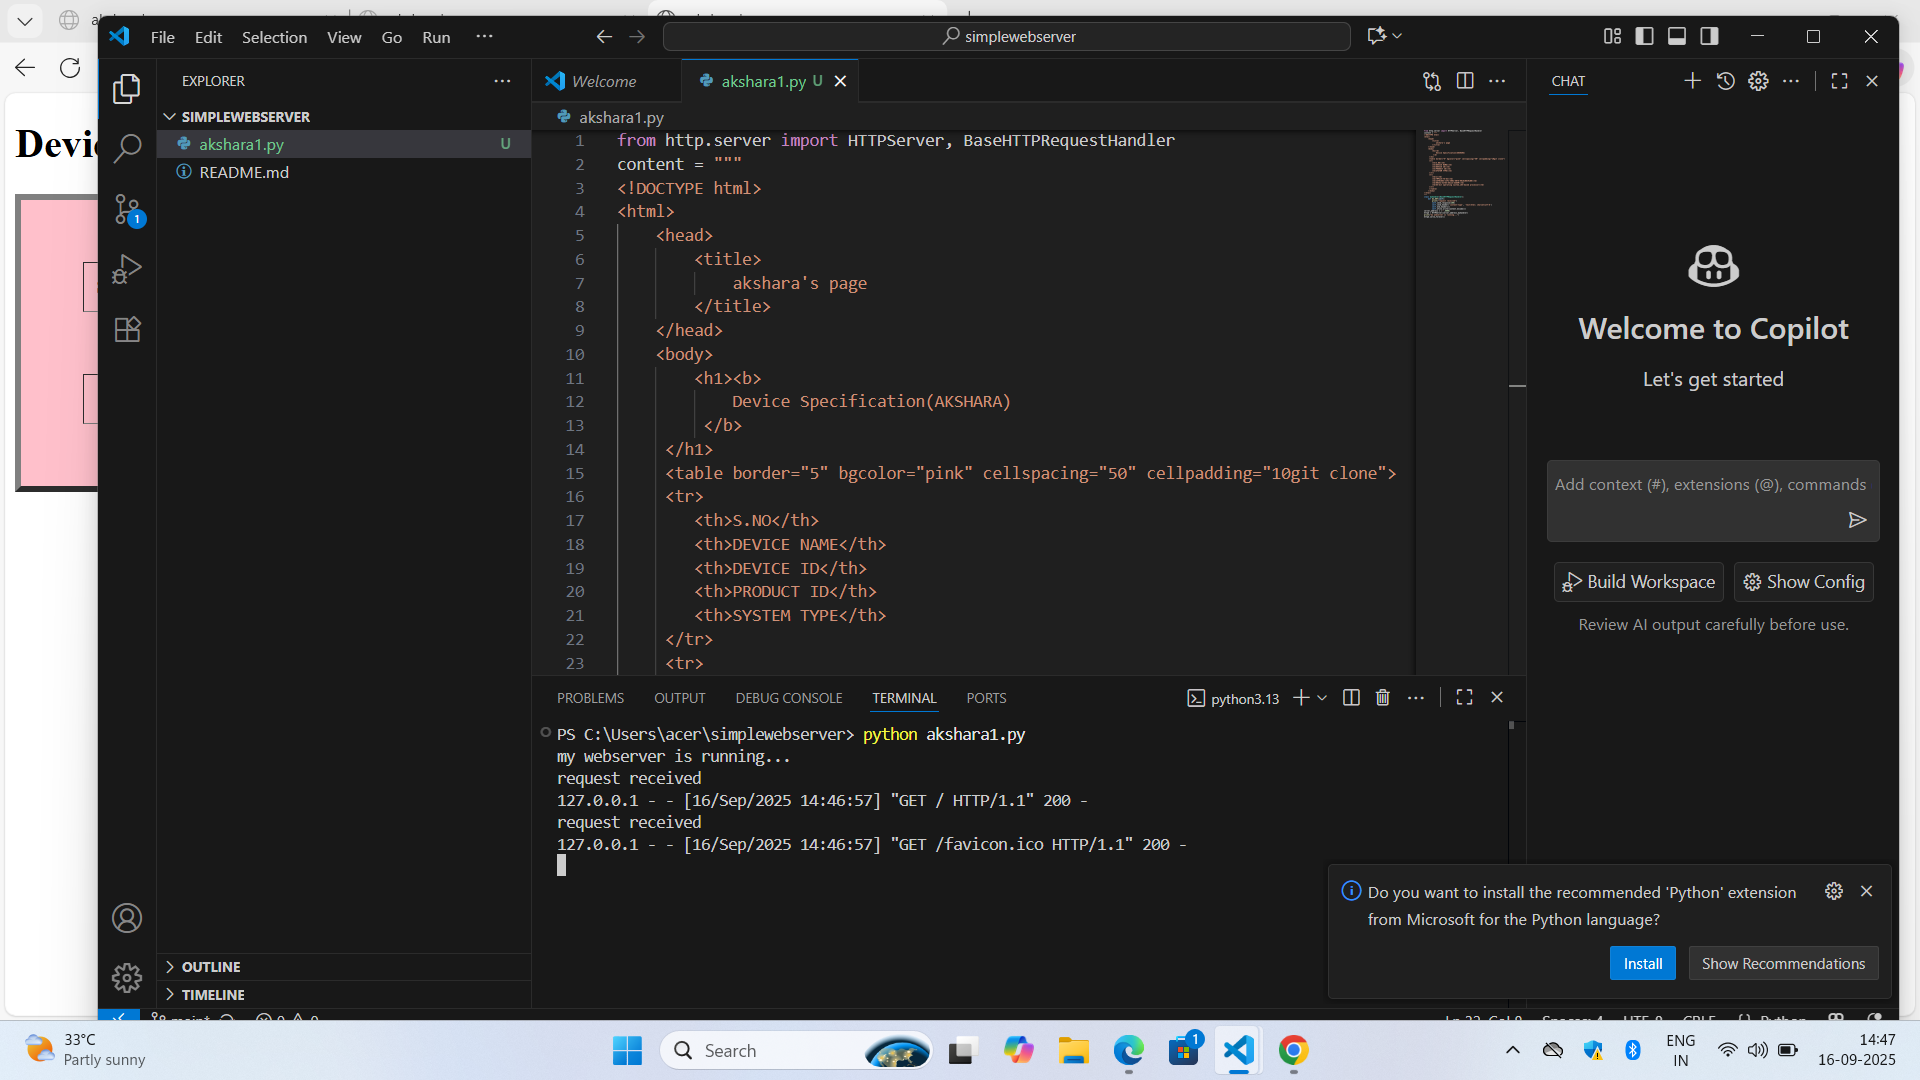 File Edit Selection View Go Run ···
simplewebserver
EXPLORER
SIMPLEWEBSERVER
akshara1.py U
README.md
1
OUTLINE
TIMELINE
Welcome
akshara1.py U
akshara1.py
1 from http.server import HTTPServer, BaseHTTPRequestHandler
2 content = """
3 <!DOCTYPE html>
4 <html>
5 <head>
6 <title>
7 akshara's page
8 </title>
9 </head>
10 <body>
11 <h1><b>
12 Device Specification(AKSHARA)
13 </b>
14 </h1>
15 <table border="5" bgcolor="pink" cellspacing="50" cellpadding="10git clone">
16 <tr>
17 <th>S.NO</th>
18 <th>DEVICE NAME</th>
19 <th>DEVICE ID</th>
20 <th>PRODUCT ID</th>
21 <th>SYSTEM TYPE</th>
22 </tr>
23 <tr>
PROBLEMS OUTPUT DEBUG CONSOLE TERMINAL PORTS
python3.13
PS C:\Users\acer\simplewebserver> python akshara1.py
my webserver is running...
request received
127.0.0.1 - - [16/Sep/2025 14:46:57] "GET / HTTP/1.1" 200 -
request received
127.0.0.1 - - [16/Sep/2025 14:46:57] "GET /favicon.ico HTTP/1.1" 200 -
CHAT
Welcome to Copilot
Let's get started
Add context (#), extensions (@), commands
Build Workspace
Show Config
Review AI output carefully before use.
Do you want to install the recommended 'Python' extension
from Microsoft for the Python language?
Install
Show Recommendations
33°C
Partly sunny
Search
1
ENG
IN
14:47
16-09-2025